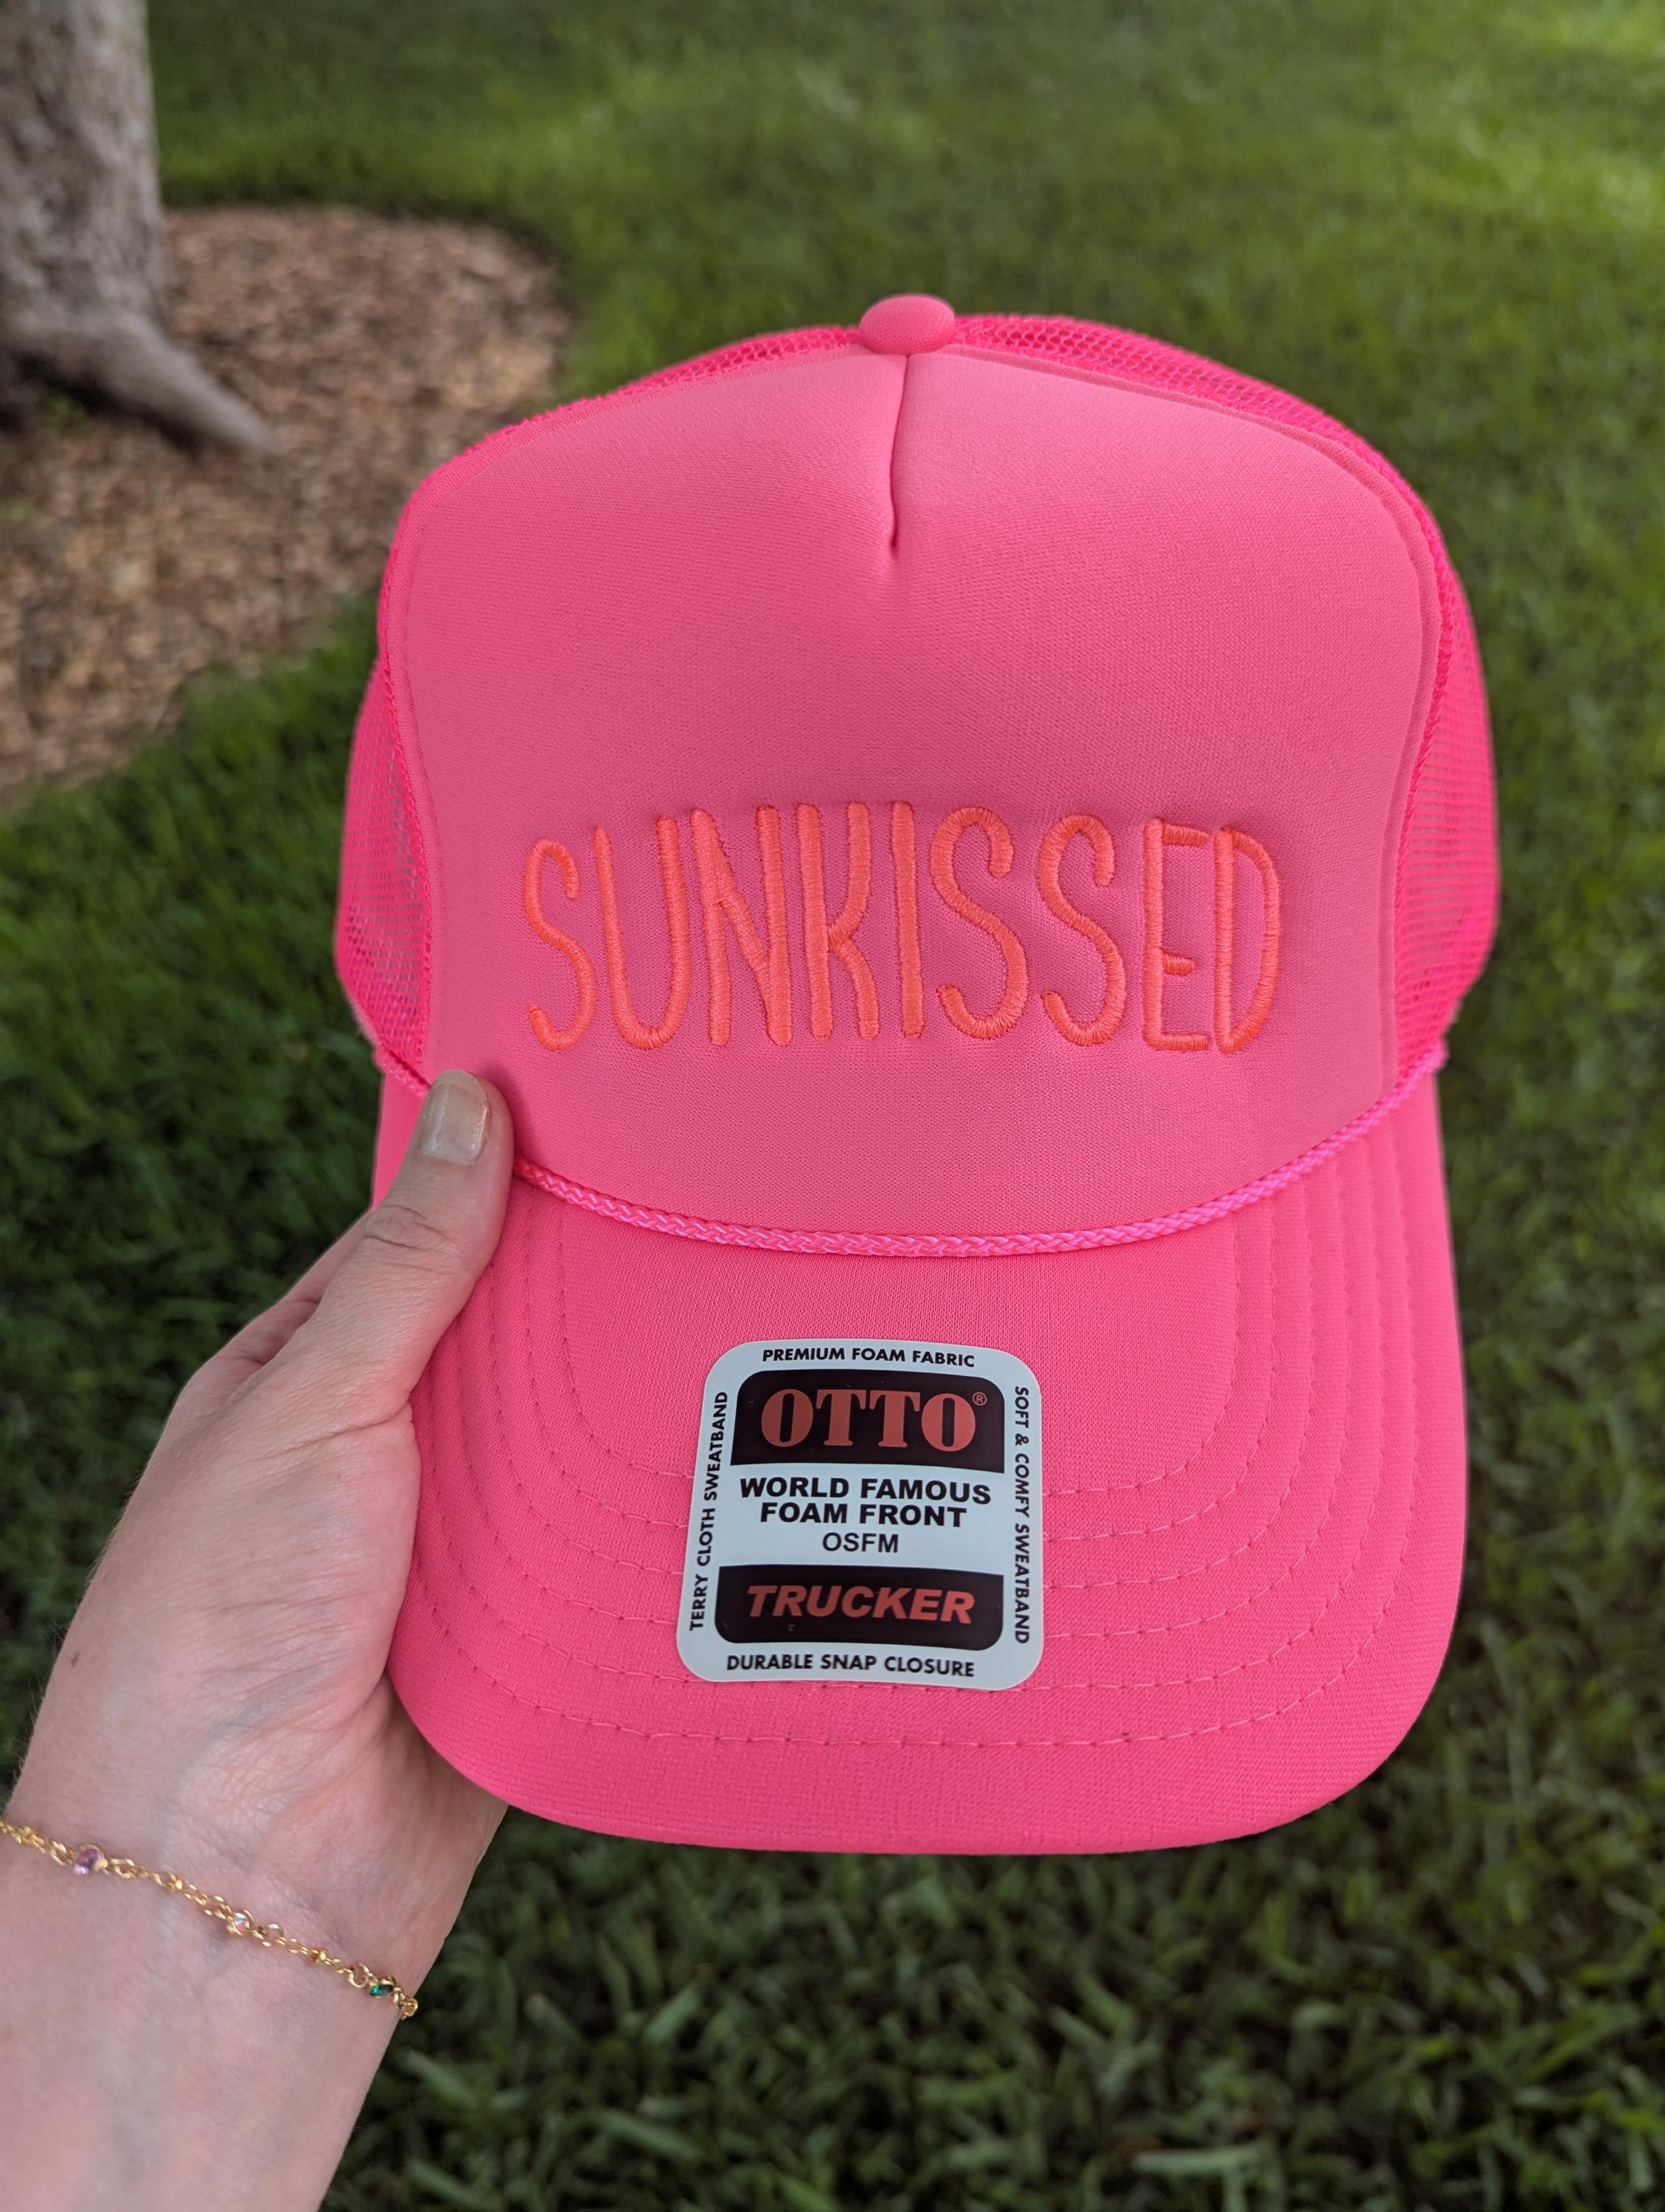 SUNKISSED
PREMIUM FOAM FABRIC
OTTO®
WORLD FAMOUS
FOAM FRONT
OSFM
TRUCKER
DURABLE SNAP CLOSURE
TERRY CLOTH SWEATBAND
SOFT & COMFY SWEATBAND